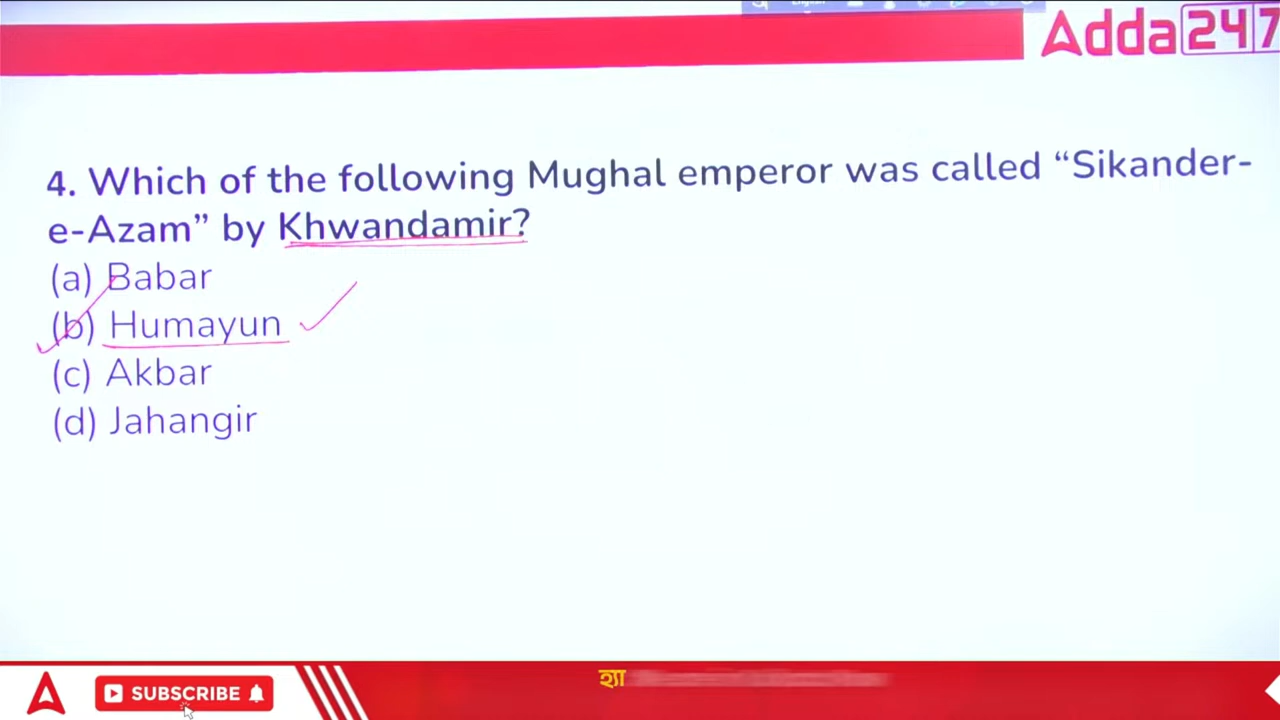 English
Adda247
4. Which of the following Mughal emperor was called “Sikander-
e-Azam” by Khwandamir?
(a) Babar
(b) Humayun
(c) Akbar
(d) Jahangir
SUBSCRIBE
হ্যা